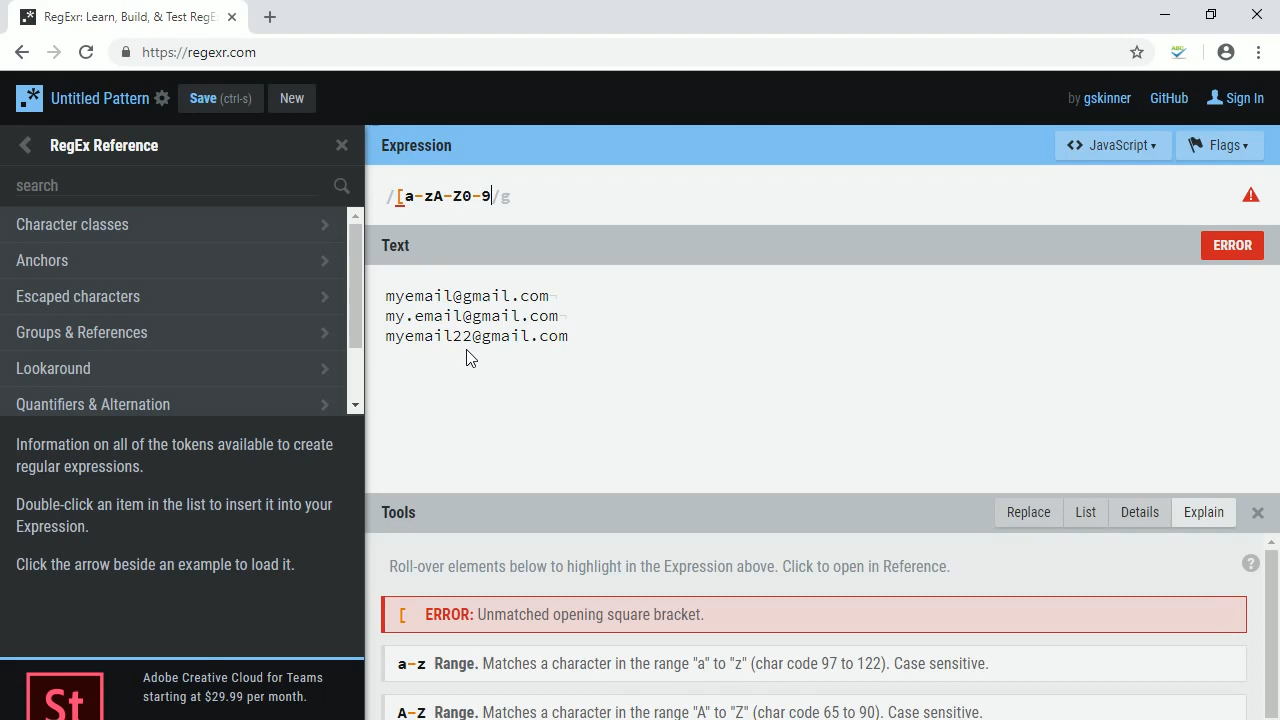 RegExr: Learn, Build, & Test RegE
https://regexr.com
ABC
.*
Untitled Pattern
Save (ctrl-s)
New
by gskinner
GitHub
Sign In
RegEx Reference
Expression
<> JavaScript
Flags
search
/[a-zA-Z0-9/g
Character classes
Text
ERROR
Anchors
Escaped characters
myemail@gmail.com
my.email@gmail.com
myemail22@gmail.com
Groups & References
Lookaround
Quantifiers & Alternation
Information on all of the tokens available to create
regular expressions.
Double-click an item in the list to insert it into your
Expression.
Click the arrow beside an example to load it.
Tools
Replace
List
Details
Explain
Roll-over elements below to highlight in the Expression above. Click to open in Reference.
?
[ ERROR: Unmatched opening square bracket.
a-z Range. Matches a character in the range "a" to "z" (char code 97 to 122). Case sensitive.
A-Z Range. Matches a character in the range "A" to "Z" (char code 65 to 90). Case sensitive.
St
Adobe Creative Cloud for Teams
starting at $29.99 per month.